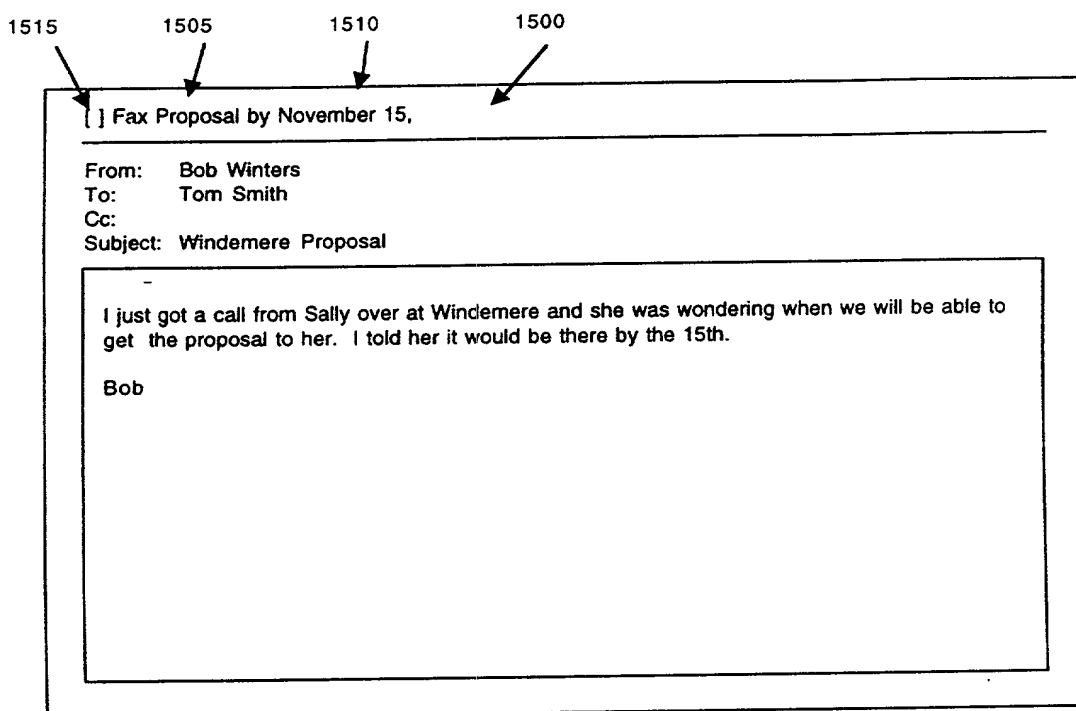 1515 1505 1510 1500
[ ] Fax Proposal by November 15,
From: Bob Winters
To: Tom Smith
Cc:
Subject: Windemere Proposal
I just got a call from Sally over at Windemere and she was wondering when we will be able to
get the proposal to her. I told her it would be there by the 15th.
Bob